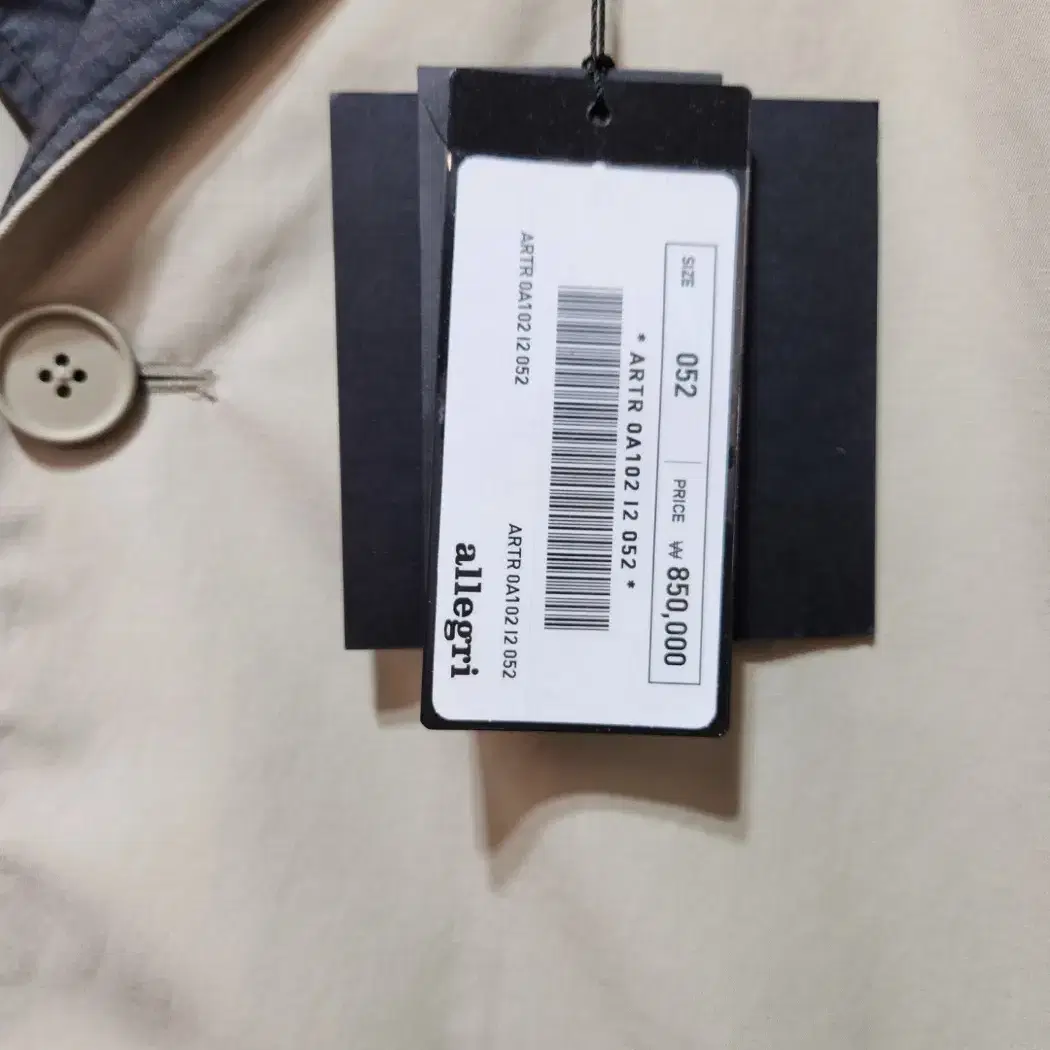 SIZE 052 PRICE ₩ 850,000
* ARTR 0A102 I2 052 *
ARTR 0A102 I2 052 ARTR 0A102 I2 052
allegri